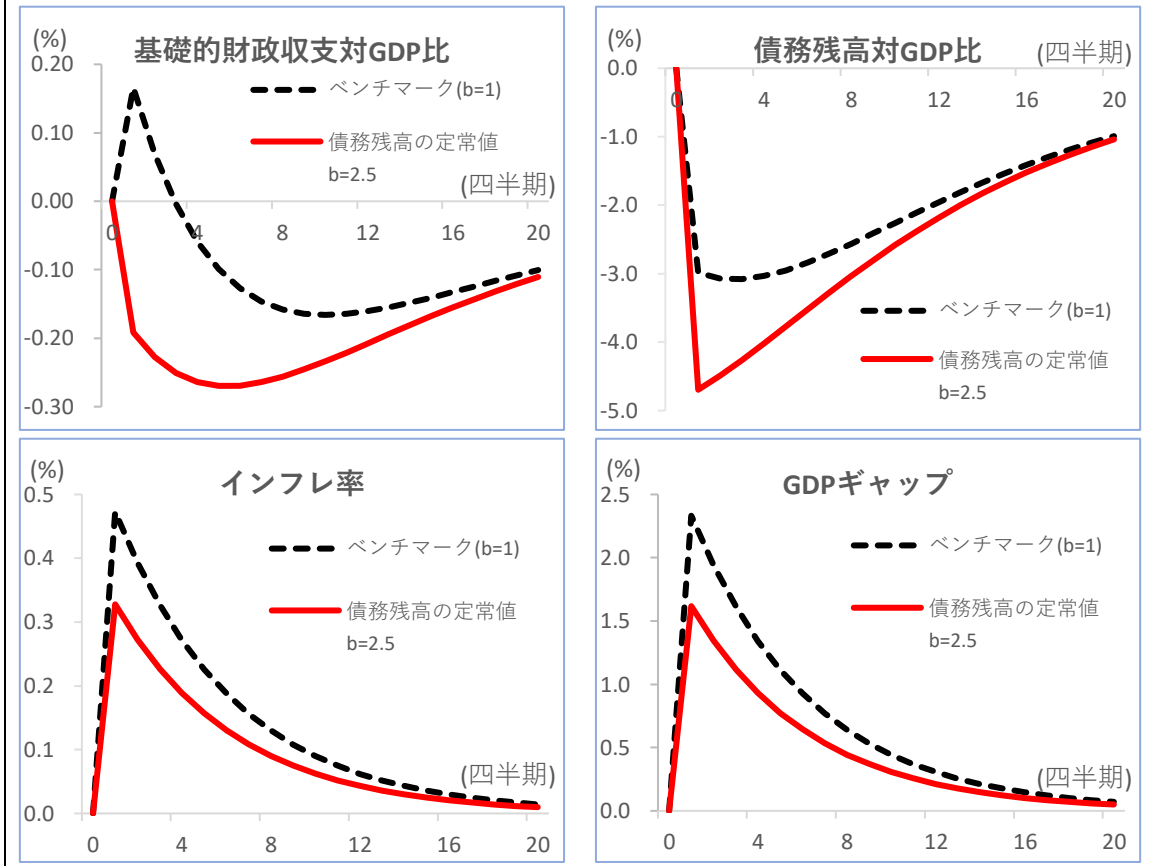 (%)
基礎的財政収支対GDP比
0.20
ベンチマーク(b=1)
0.10
債務残高の定常値
b=2.5
(四半期)
0.00
0 4 8 12 16 20
-0.10
-0.20
-0.30
(%)
債務残高対GDP比
(四半期)
0.0
0 4 8 12 16 20
-1.0
-2.0
-3.0
ベンチマーク(b=1)
-4.0
債務残高の定常値
b=2.5
-5.0
(%)
インフレ率
0.5
ベンチマーク(b=1)
0.4
債務残高の定常値
0.3
b=2.5
0.2
0.1
(四半期)
0.0
0 4 8 12 16 20
(%)
GDPギャップ
2.5
ベンチマーク(b=1)
2.0
債務残高の定常値
1.5
b=2.5
1.0
0.5
(四半期)
0.0
0 4 8 12 16 20